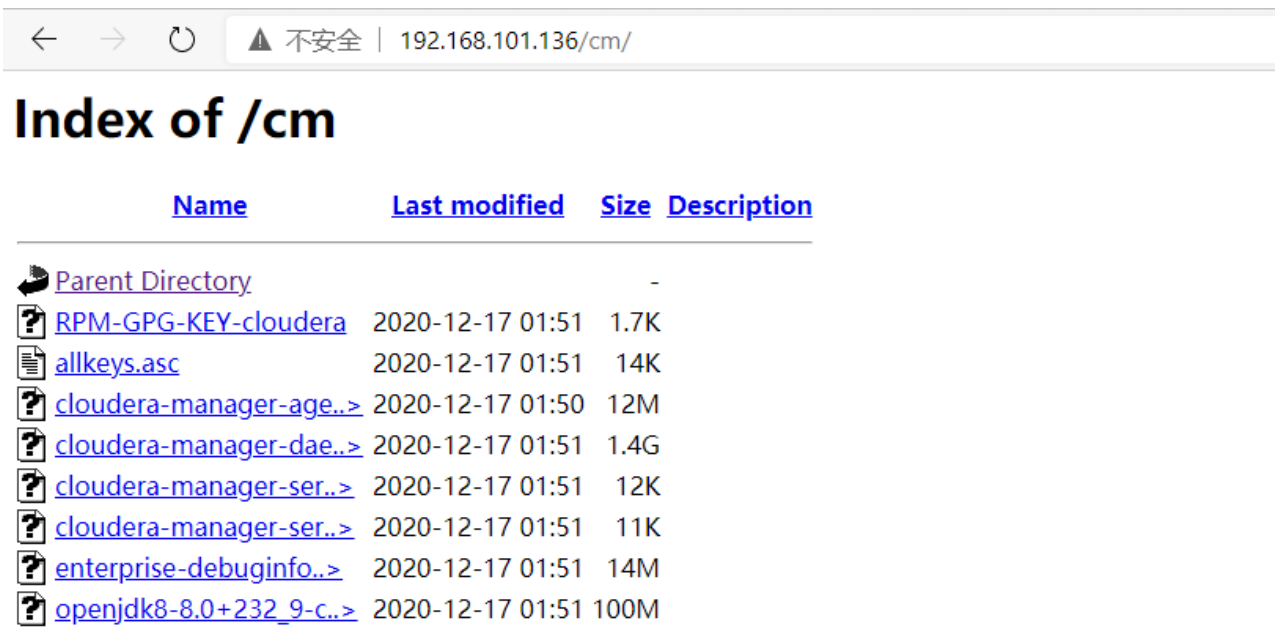 不安全 | 192.168.101.136/cm/
Index of /cm
Name Last modified Size Description
Parent Directory -
RPM-GPG-KEY-cloudera 2020-12-17 01:51 1.7K
allkeys.asc 2020-12-17 01:51 14K
cloudera-manager-age..> 2020-12-17 01:50 12M
cloudera-manager-dae..> 2020-12-17 01:51 1.4G
cloudera-manager-ser..> 2020-12-17 01:51 12K
cloudera-manager-ser..> 2020-12-17 01:51 11K
enterprise-debuginfo..> 2020-12-17 01:51 14M
openjdk8-8.0+232_9-c..> 2020-12-17 01:51 100M